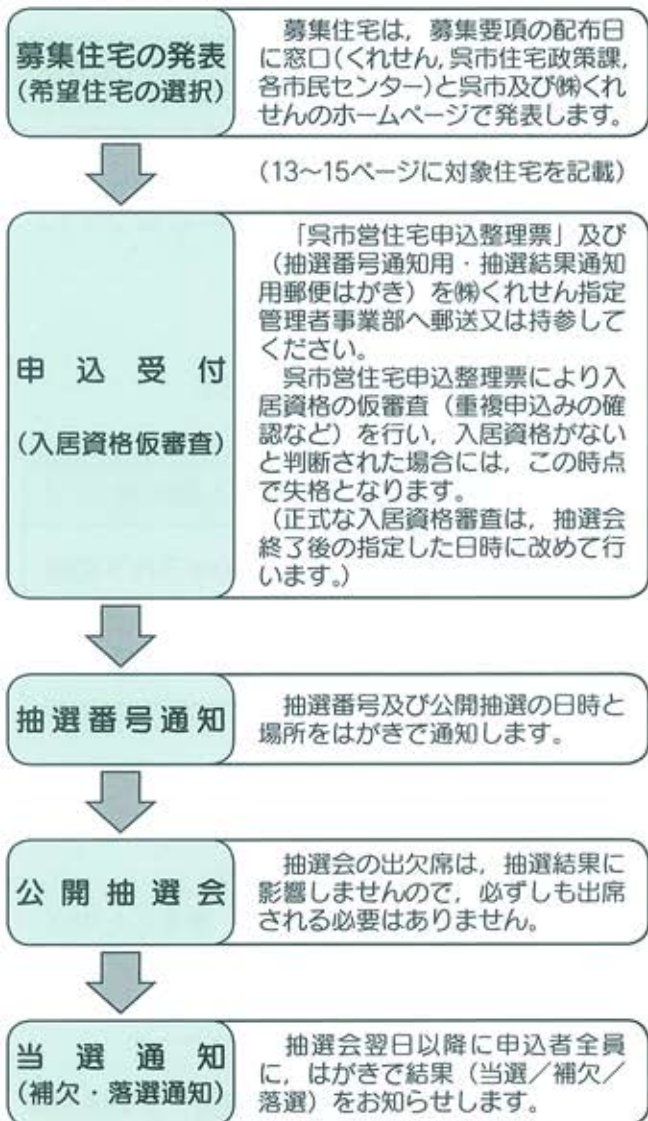 募集住宅の発表
(希望住宅の選択)
募集住宅は，募集要項の配布日
に窓口(くれせん，呉市住宅政策課，
各市民センター)と呉市及び㈱くれ
せんのホームページで発表します。
(13～15ページに対象住宅を記載)
申込受付
(入居資格仮審査)
「呉市営住宅申込整理票」及び
(抽選番号通知用・抽選結果通知
用郵便はがき)を㈱くれせん指定
管理者事業部へ郵送又は持参して
ください。
呉市営住宅申込整理票により入
居資格の仮審査(重複申込みの確
認など)を行い，入居資格がない
と判断された場合には，この時点
で失格となります。
(正式な入居資格審査は，抽選会
終了後の指定した日時に改めて行
います。)
抽選番号通知
抽選番号及び公開抽選の日時と
場所をはがきで通知します。
公開抽選会
抽選会の出欠席は，抽選結果に
影響しませんので，必ずしも出席
される必要はありません。
当選通知
(補欠・落選通知)
抽選会翌日以降に申込者全員
に，はがきで結果(当選／補欠／
落選)をお知らせします。